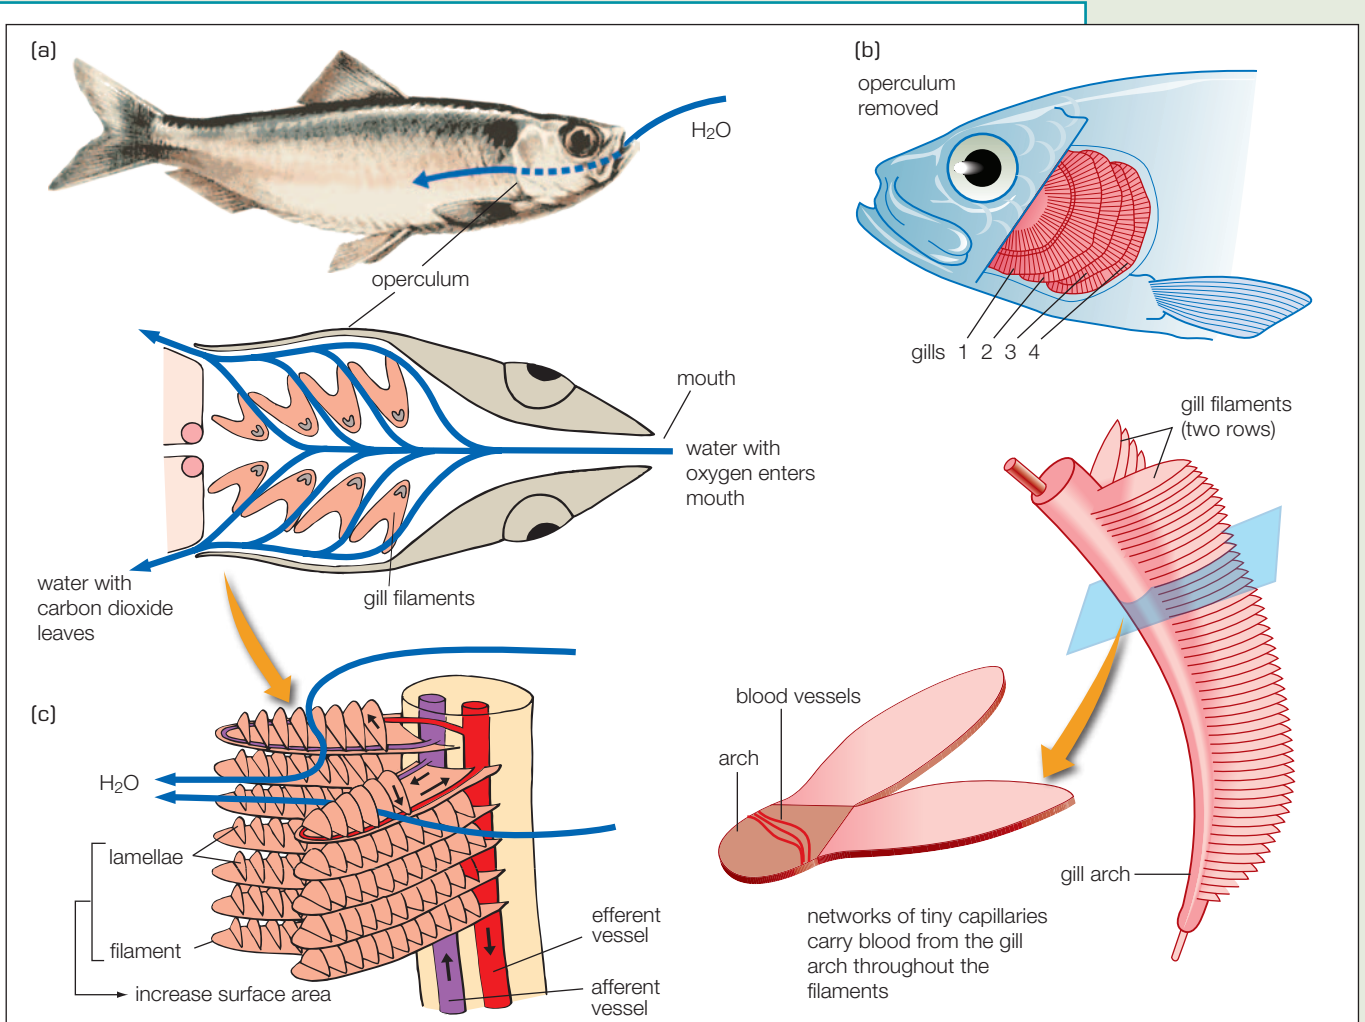 (a)
H2O
operculum
mouth
water with
oxygen enters
mouth
water with
carbon dioxide
leaves
gill filaments
(b)
operculum
removed
gills 1 2 3 4
gill filaments
(two rows)
blood vessels
arch
gill arch
networks of tiny capillaries
carry blood from the gill
arch throughout the
filaments
(c)
H2O
lamellae
filament
increase surface area
efferent
vessel
afferent
vessel